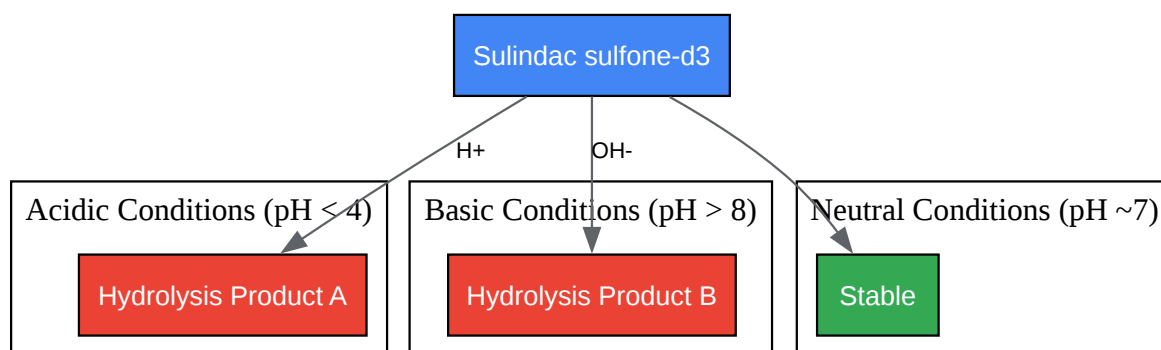 Sulindac sulfone-d3
H+
OH-
Acidic Conditions (pH < 4)
Basic Conditions (pH > 8)
Neutral Conditions (pH ~7)
Hydrolysis Product A
Hydrolysis Product B
Stable